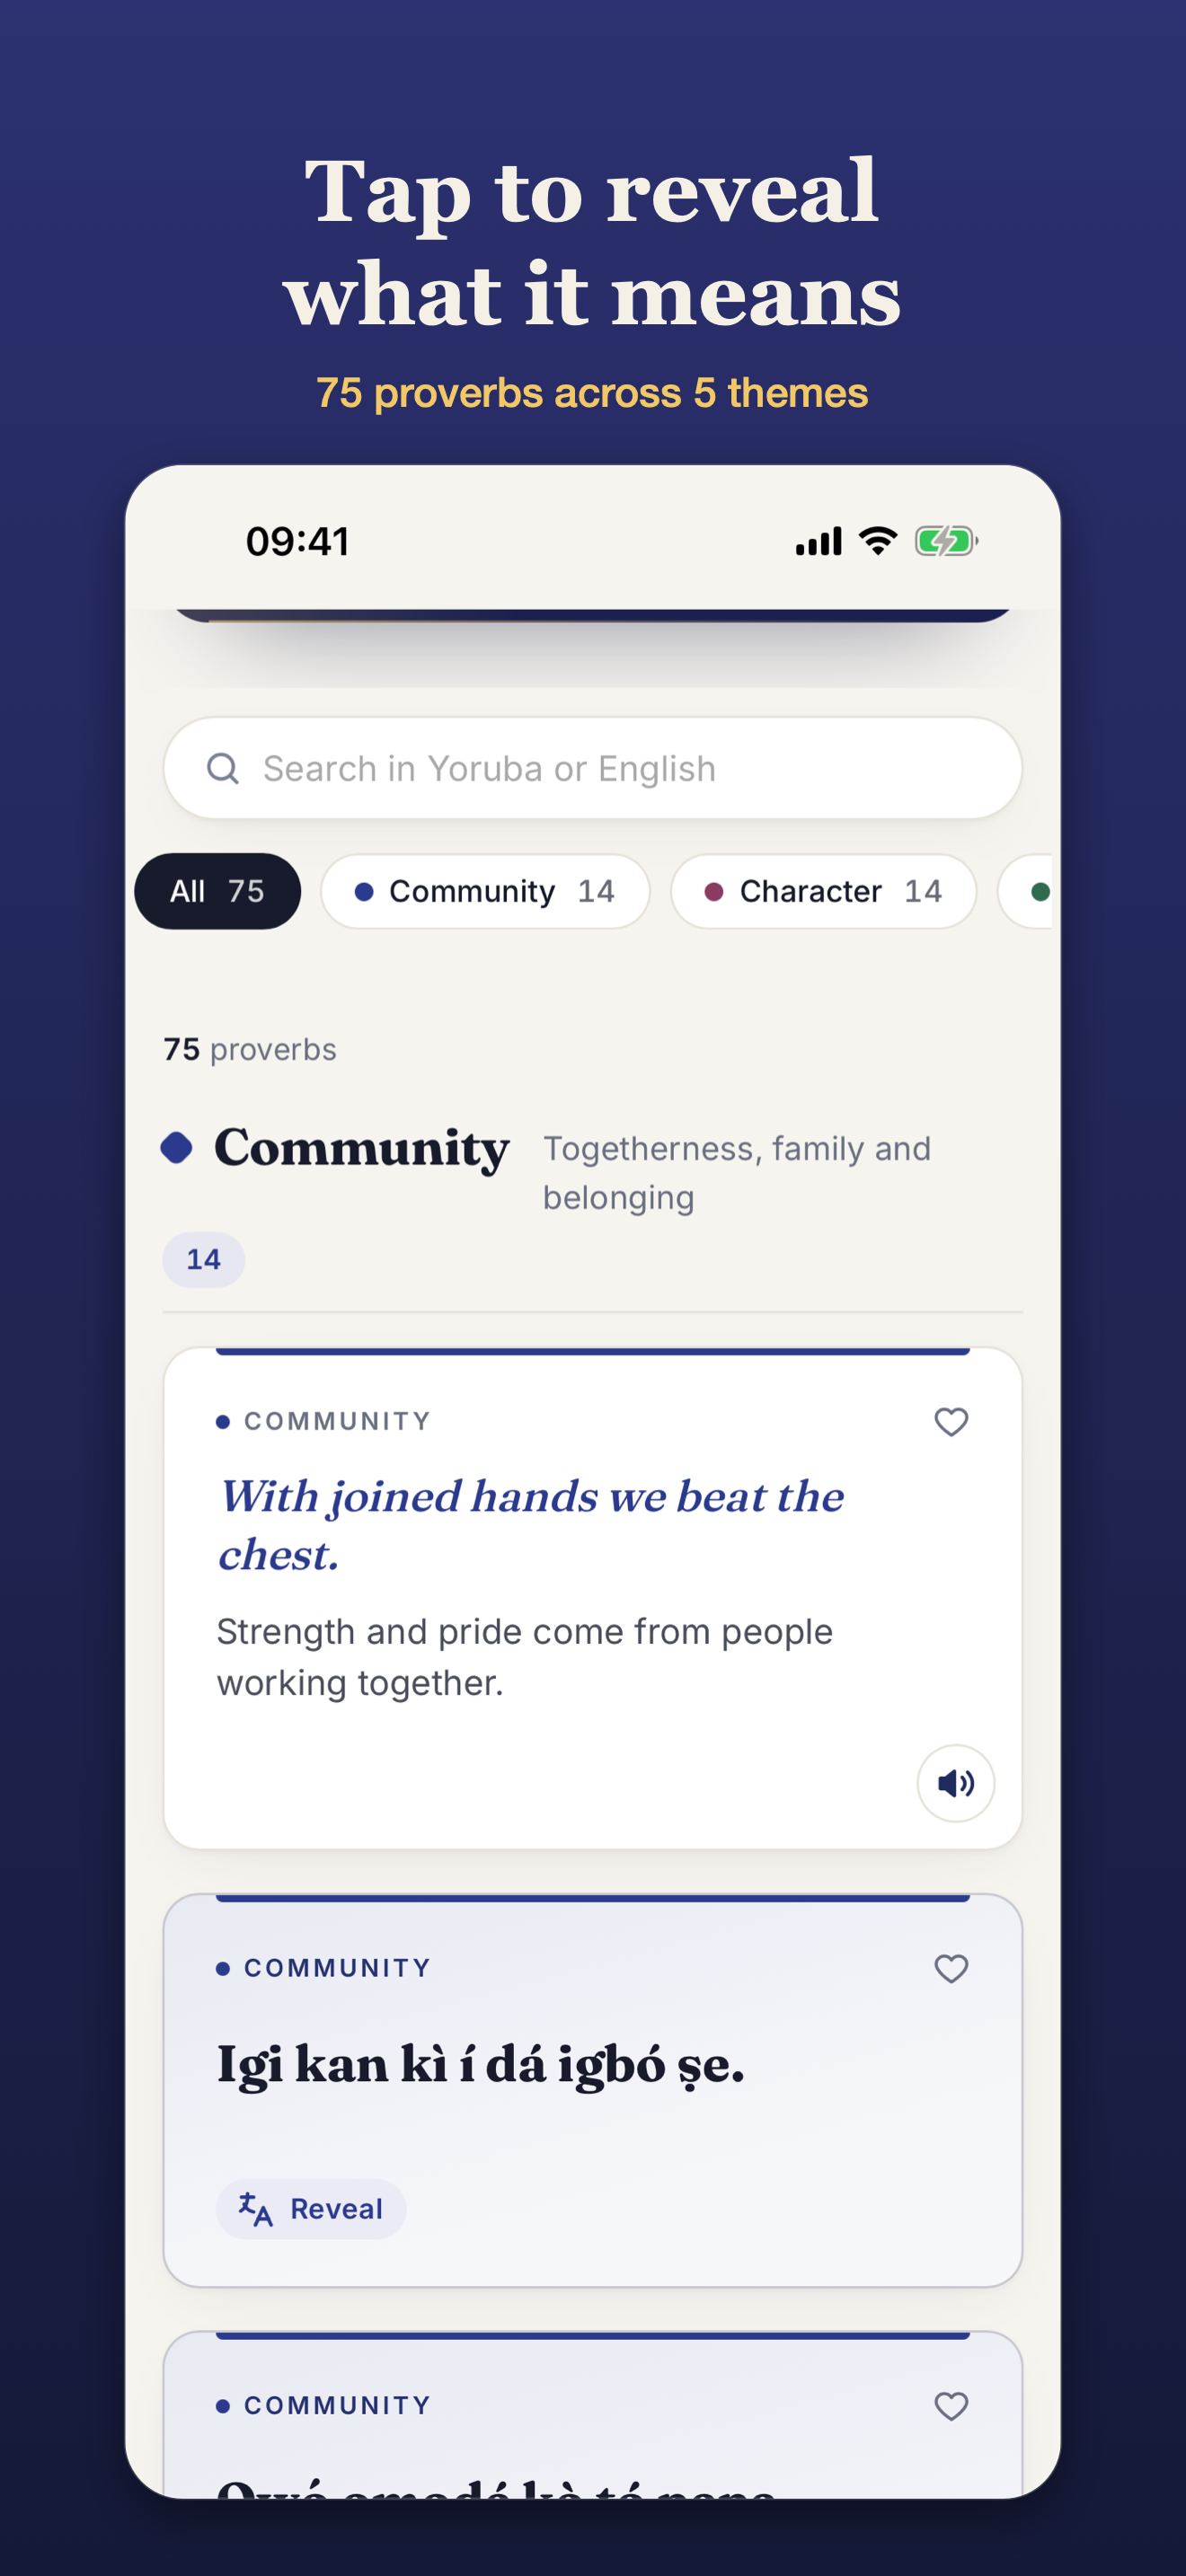 Tap to reveal
what it means
75 proverbs across 5 themes
09:41
Search in Yoruba or English
All 75
Community 14
Character 14
75 proverbs
Community
Togetherness, family and
belonging
14
COMMUNITY
With joined hands we beat the
chest.
Strength and pride come from people
working together.
COMMUNITY
Igi kan kì í dá igbó ṣe.
Reveal
COMMUNITY